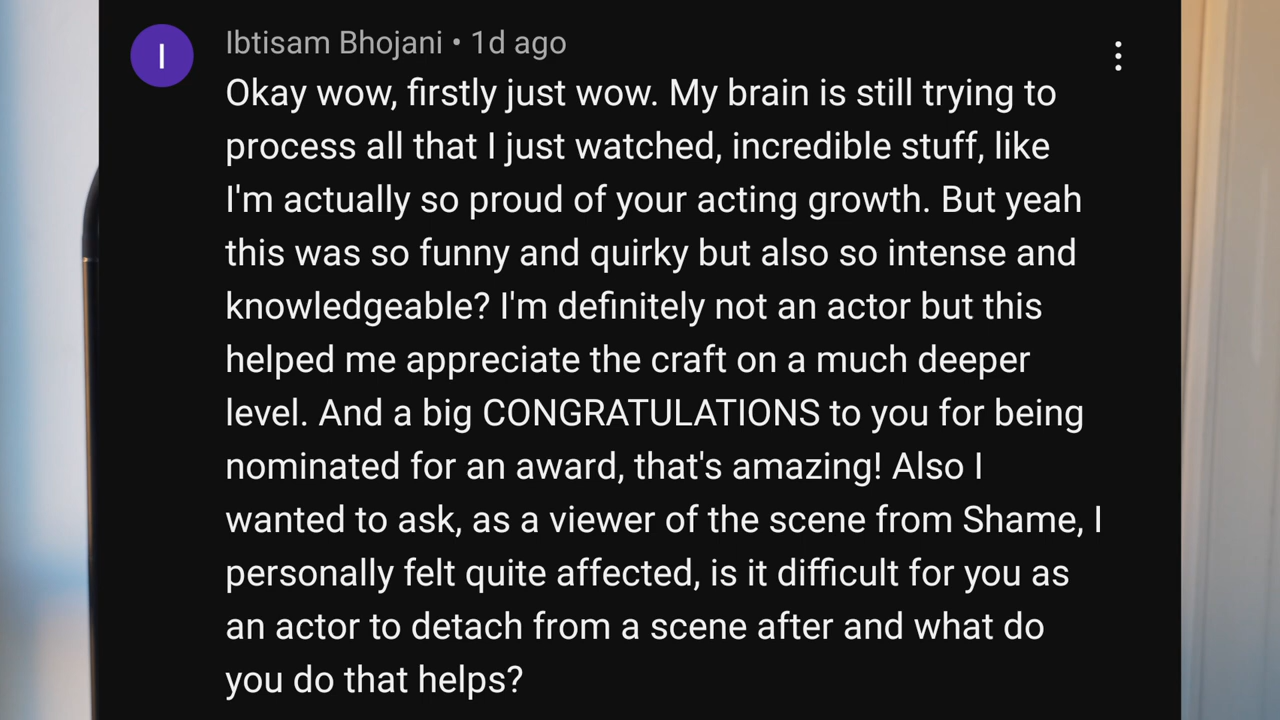 I
Ibtisam Bhojani • 1d ago
Okay wow, firstly just wow. My brain is still trying to
process all that I just watched, incredible stuff, like
I'm actually so proud of your acting growth. But yeah
this was so funny and quirky but also so intense and
knowledgeable? I'm definitely not an actor but this
helped me appreciate the craft on a much deeper
level. And a big CONGRATULATIONS to you for being
nominated for an award, that's amazing! Also I
wanted to ask, as a viewer of the scene from Shame, I
personally felt quite affected, is it difficult for you as
an actor to detach from a scene after and what do
you do that helps?